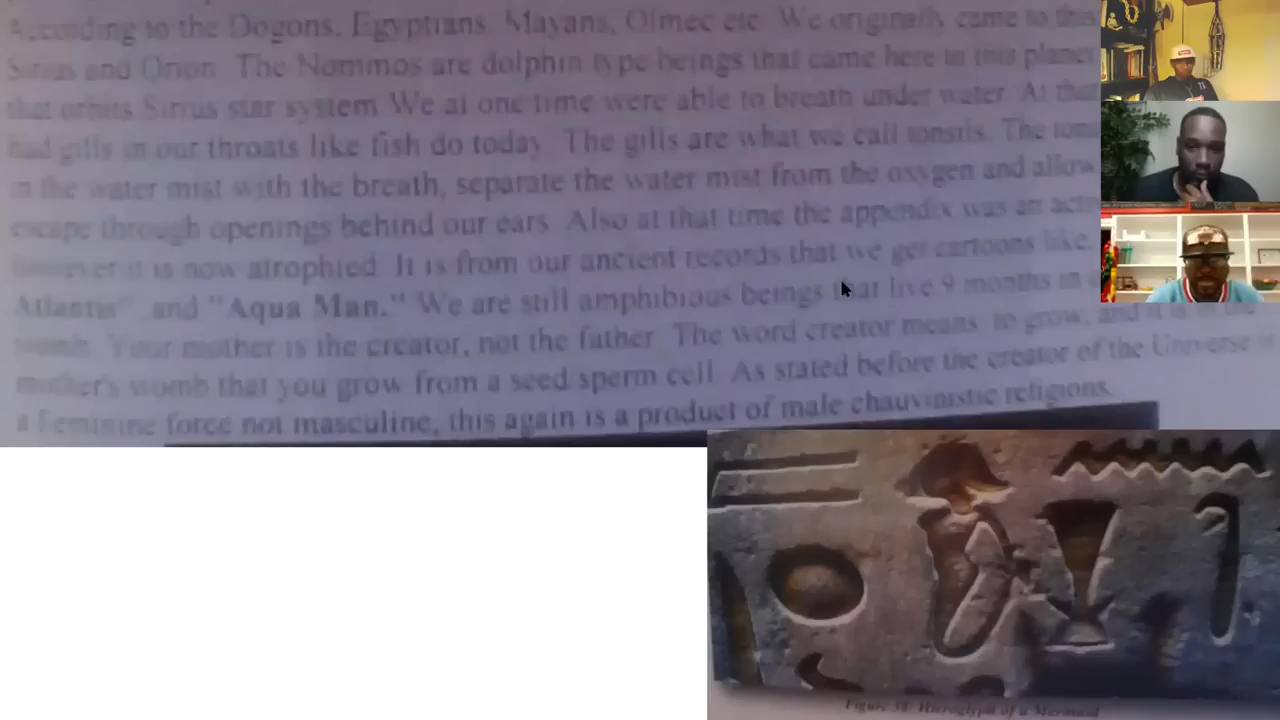 According to the Dogons, Egyptians, Mayans, Olmec etc. We originally came to this
Sirius and Orion. The Nommos are dolphin type beings that came here to this planet
that orbits Sirius star system We at one time were able to breath under water. At that
had gills in our throats like fish do today. The gills are what we call tonsils. The
in the water mist with the breath, separate the water mist from the oxygen and allow
escape through openings behind our ears. Also at that time the appendix was an
however it is now atrophied. It is from our ancient records that we get cartoons like
Atlantis" and "Aqua Man." We are still amphibious beings that live 9 months in
womb. Your mother is the creator, not the father. The word creator means to grow, and it is in the
mother's womb that you grow from a seed sperm cell. As stated before the creator of the Universe
a Feminine force not masculine, this again is a product of male chauvinistic religions.
Hieroglyph of a Mermaid